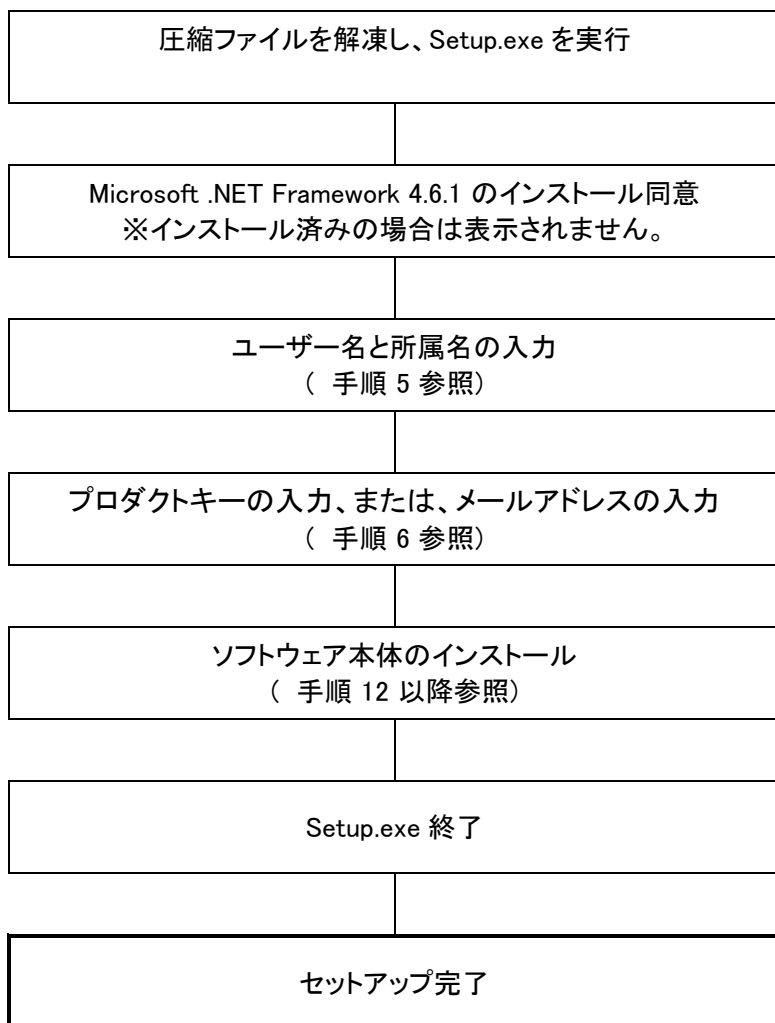 圧縮ファイルを解凍し、Setup.exe を実行
Microsoft .NET Framework 4.6.1 のインストール同意
※インストール済みの場合は表示されません。
ユーザー名と所属名の入力
( 手順 5 参照)
プロダクトキーの入力、または、メールアドレスの入力
( 手順 6 参照)
ソフトウェア本体のインストール
( 手順 12 以降参照)
Setup.exe 終了
セットアップ完了